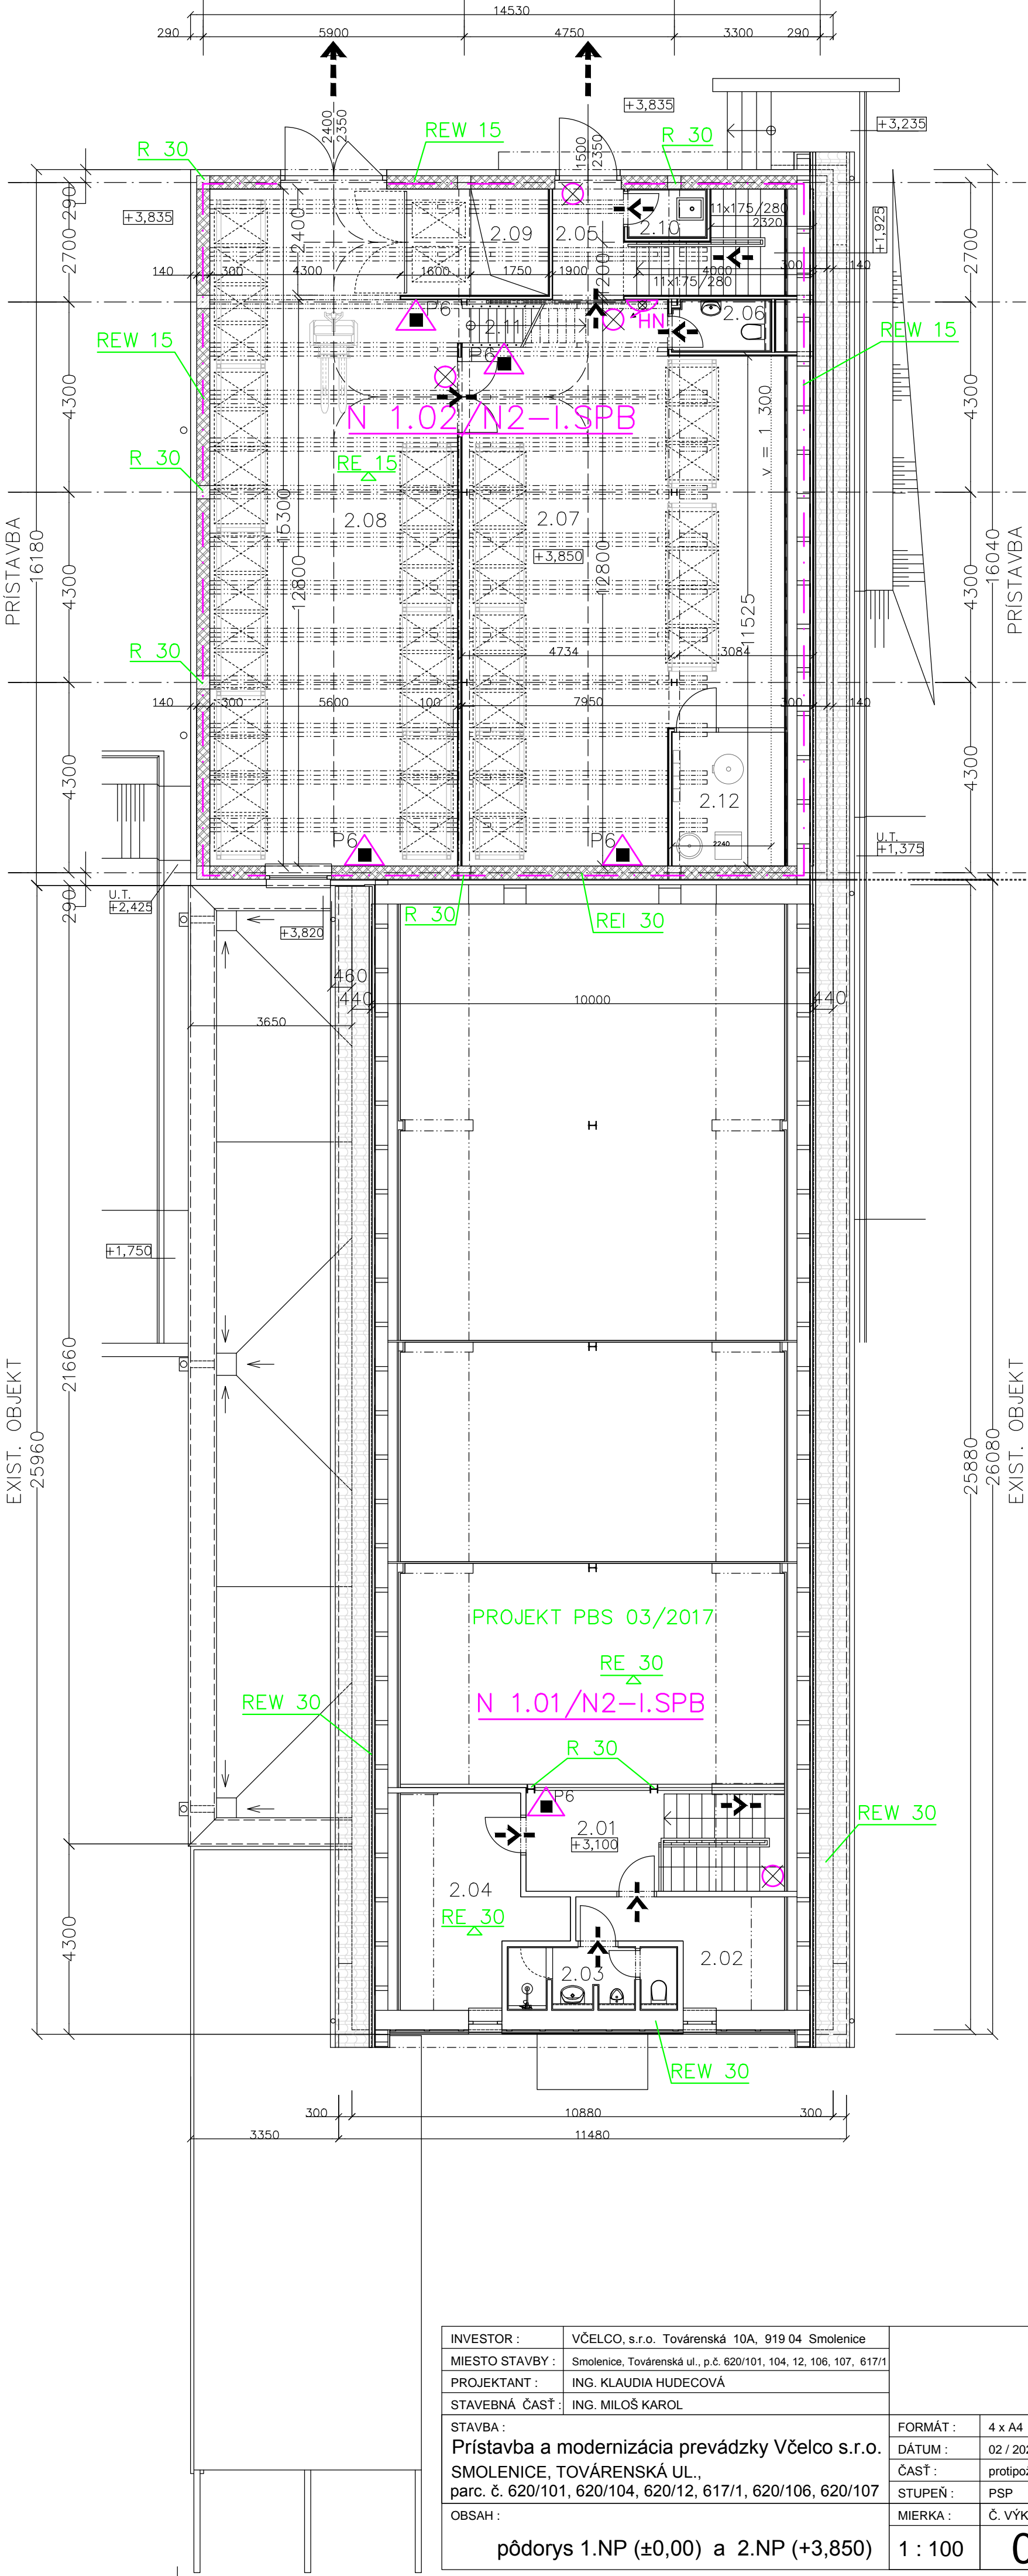 14530
290 5900 4750 3300 290
+3,835
+3,235
2400
2350
1500
2350
REW 15
R 30
R 30
+3,835
+1,925
290
2700
2700
2400
2.09
2.05
2.10
11x175/280
2320
11x175/280
4000
140 300 4300 1600 1750 1900 300 140
1200
P6
2.11
HN
2.06
P6
REW 15
REW 15
4300
4300
N 1.02/N2-I.SPB
v = 1 300
R 30
RE 15
2.08
2.07
+3,850
15300
12800
12800
11525
PRÍSTAVBA
16180
16040
PRÍSTAVBA
4300
4300
R 30
4734
3084
140 300 5600 100 7950 300 140
4300
4300
2.12
2240
P6
P6
U.T.
+1,375
U.T.
+2,425
290
+3,820
R 30
REI 30
460
440
10000
440
3650
+1,750
EXIST. OBJEKT
25960
21660
25880
26080
EXIST. OBJEKT
PROJEKT PBS 03/2017
RE 30
N 1.01/N2-I.SPB
REW 30
R 30
P6
2.01
+3,100
REW 30
2.04
RE 30
2.03
2.02
4300
REW 30
300 10880 300
3350 11480
INVESTOR : VČELCO, s.r.o. Továrenská 10A, 919 04 Smolenice
MIESTO STAVBY : Smolenice, Továrenská ul., p.č. 620/101, 104, 12, 106, 107, 617/1
PROJEKTANT : ING. KLAUDIA HUDECOVÁ
STAVEBNÁ ČASŤ : ING. MILOŠ KAROL
STAVBA :
Prístavba a modernizácia prevádzky Včelco s.r.o.
SMOLENICE, TOVÁRENSKÁ UL.,
parc. č. 620/101, 620/104, 620/12, 617/1, 620/106, 620/107
FORMÁT : 4 x A4
DÁTUM : 02 / 202
ČASŤ : protipož
STUPEŇ : PSP
OBSAH :
pôdorys 1.NP (±0,00) a 2.NP (+3,850)
MIERKA : Č. VÝK
1 : 100 0